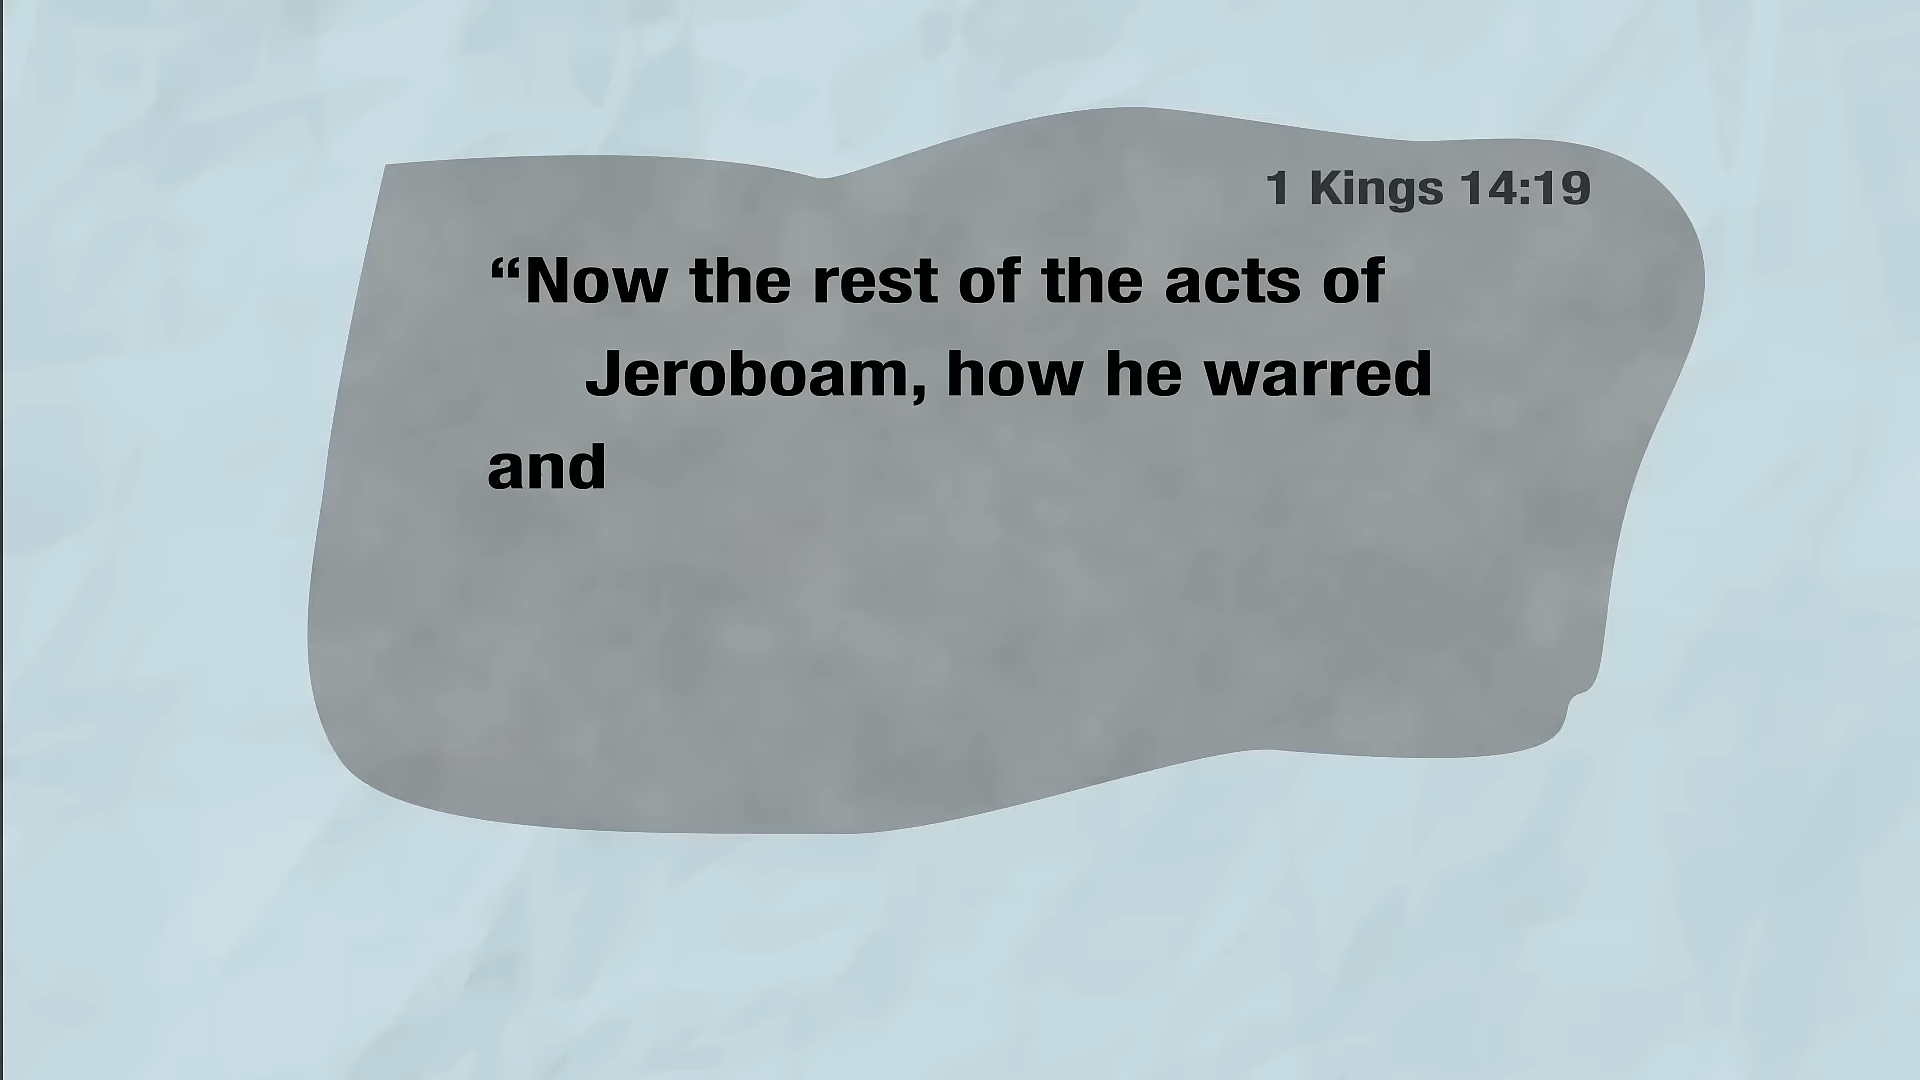 1 Kings 14:19
“Now the rest of the acts of
Jeroboam, how he warred
and